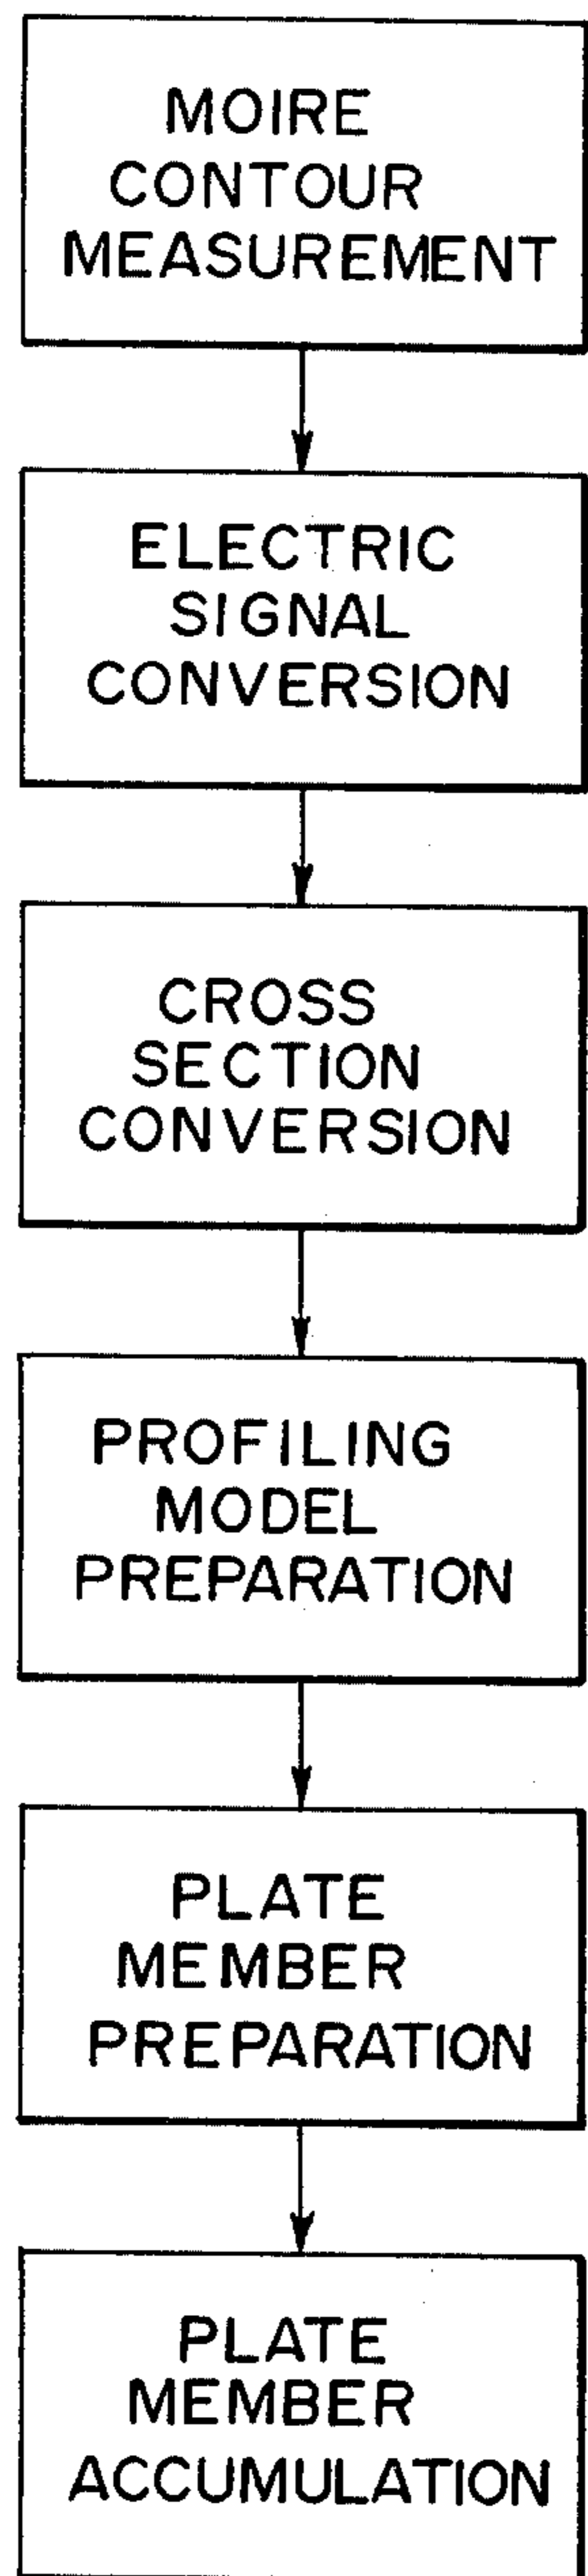 MOIRE
CONTOUR
MEASUREMENT
ELECTRIC
SIGNAL
CONVERSION
CROSS
SECTION
CONVERSION
PROFILING
MODEL
PREPARATION
PLATE
MEMBER
PREPARATION
PLATE
MEMBER
ACCUMULATION